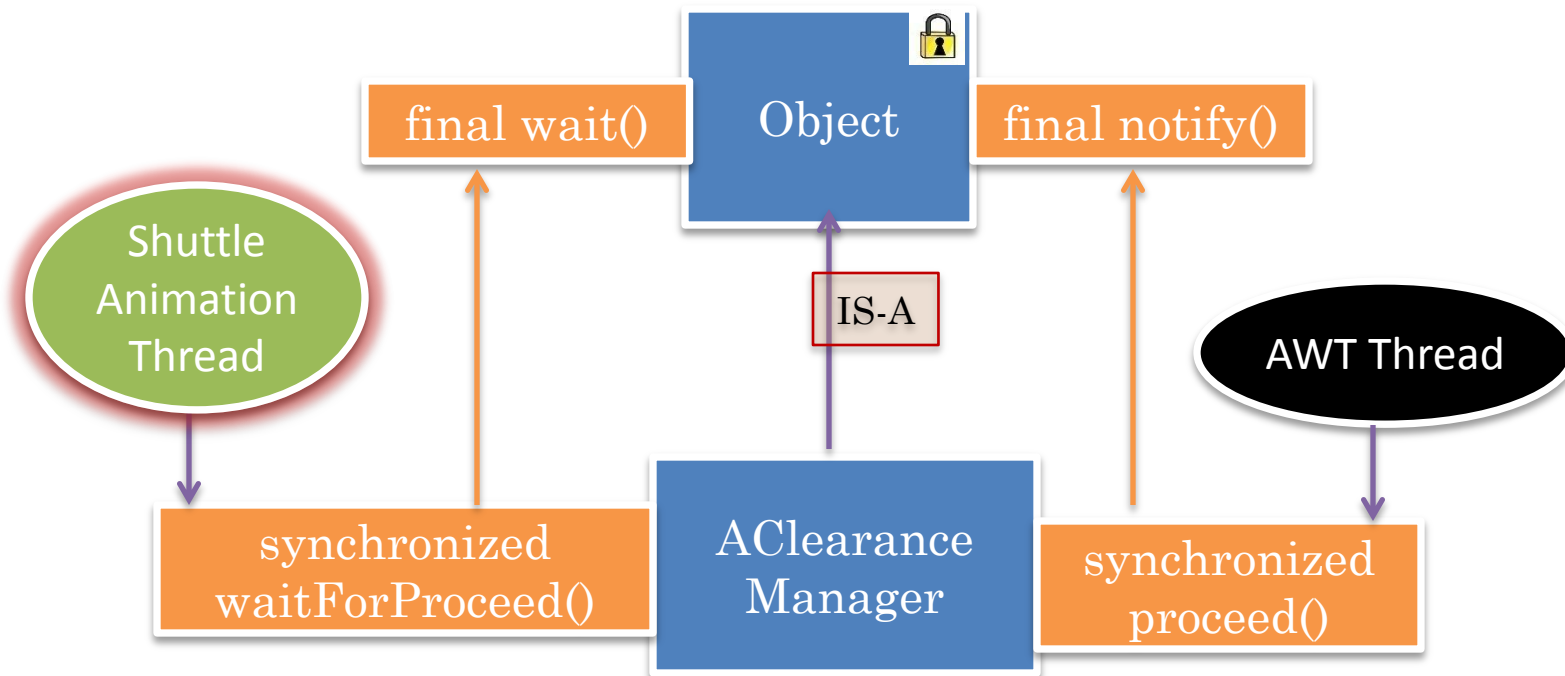 final wait()
Object
final notify()
Shuttle
Animation
Thread
IS-A
AWT Thread
synchronized
waitForProceed()
AClearance
Manager
synchronized
proceed()